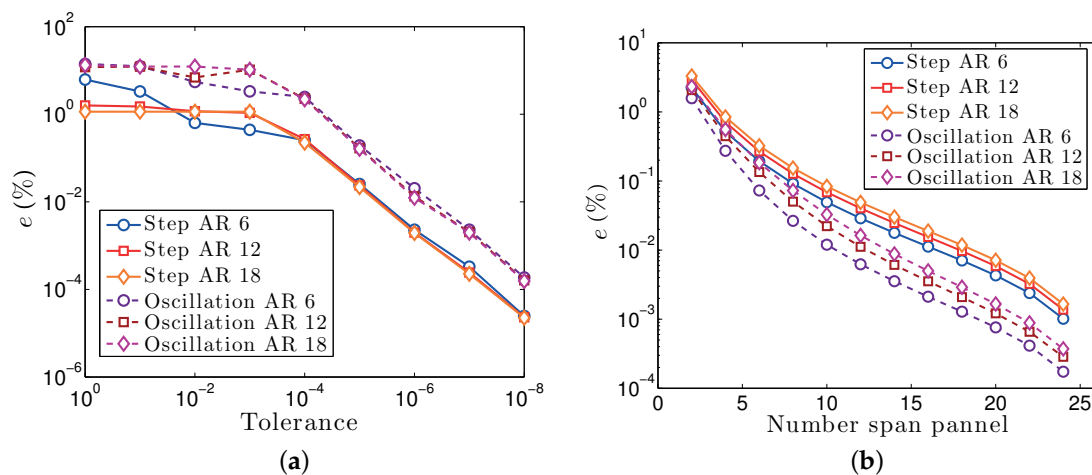 10^2
10^0
10^-2
10^-4
10^-6
e (%)
Step AR 6
Step AR 12
Step AR 18
Oscillation AR 6
Oscillation AR 12
Oscillation AR 18
10^0 10^-2 10^-4 10^-6 10^-8
Tolerance
(a)
10^1
10^0
10^-1
10^-2
10^-3
10^-4
e (%)
Step AR 6
Step AR 12
Step AR 18
Oscillation AR 6
Oscillation AR 12
Oscillation AR 18
0 5 10 15 20 25
Number span pannel
(b)